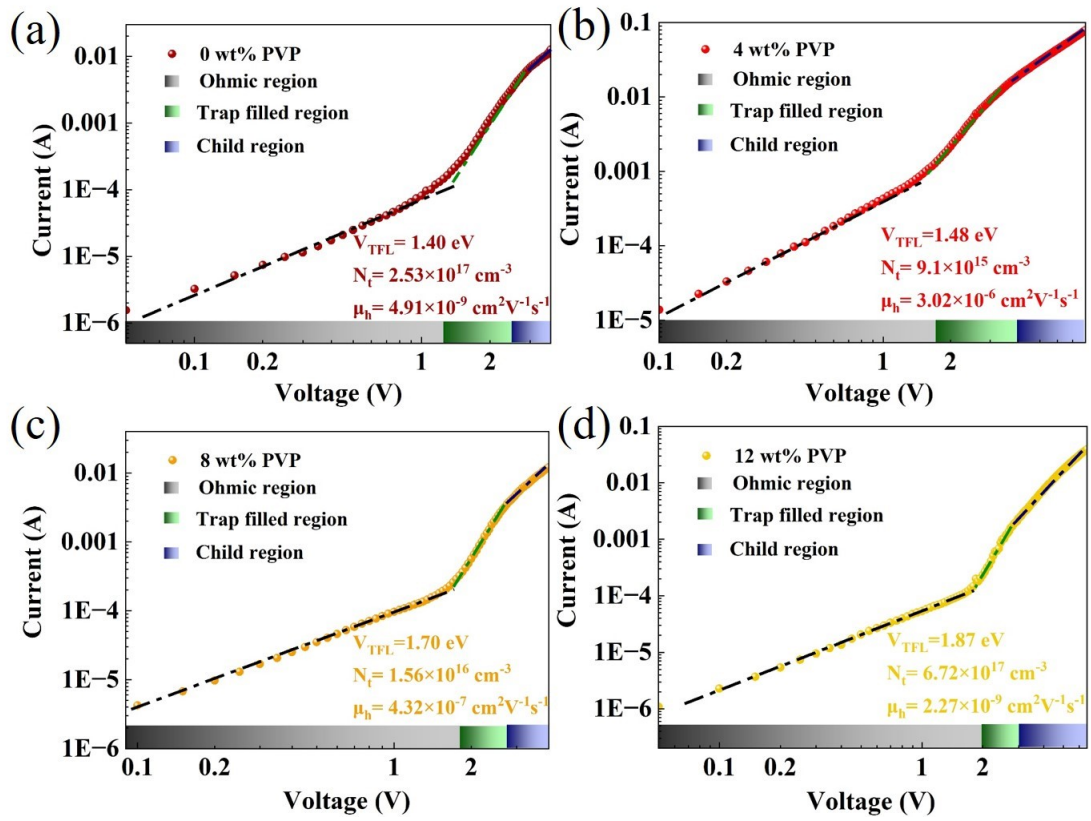 (a)
0 wt% PVP
Ohmic region
Trap filled region
Child region
V_TFL= 1.40 eV
N_t= 2.53×10^17 cm^-3
μ_h= 4.91×10^-9 cm^2V^-1s^-1
0.01
0.001
1E−4
1E−5
1E−6
Current (A)
0.1
0.2
1
2
Voltage (V)
(b)
4 wt% PVP
Ohmic region
Trap filled region
Child region
V_TFL=1.48 eV
N_t= 9.1×10^15 cm^-3
μ_h= 3.02×10^-6 cm^2V^-1s^-1
0.1
0.01
0.001
1E−4
1E−5
Current (A)
0.1
0.2
1
2
Voltage (V)
(c)
8 wt% PVP
Ohmic region
Trap filled region
Child region
V_TFL=1.70 eV
N_t= 1.56×10^16 cm^-3
μ_h= 4.32×10^-7 cm^2V^-1s^-1
0.01
0.001
1E−4
1E−5
1E−6
Current (A)
0.1
0.2
1
2
Voltage (V)
(d)
12 wt% PVP
Ohmic region
Trap filled region
Child region
V_TFL=1.87 eV
N_t= 6.72×10^17 cm^-3
μ_h= 2.27×10^-9 cm^2V^-1s^-1
0.1
0.01
0.001
1E−4
1E−5
1E−6
Current (A)
0.1
0.2
1
2
Voltage (V)